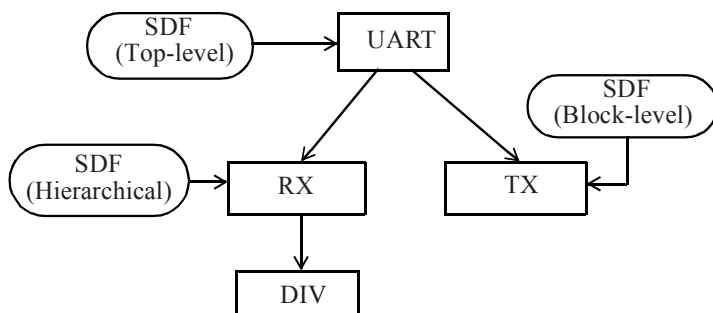 SDF
(Top-level)
UART
SDF
(Block-level)
SDF
(Hierarchical)
RX
TX
DIV